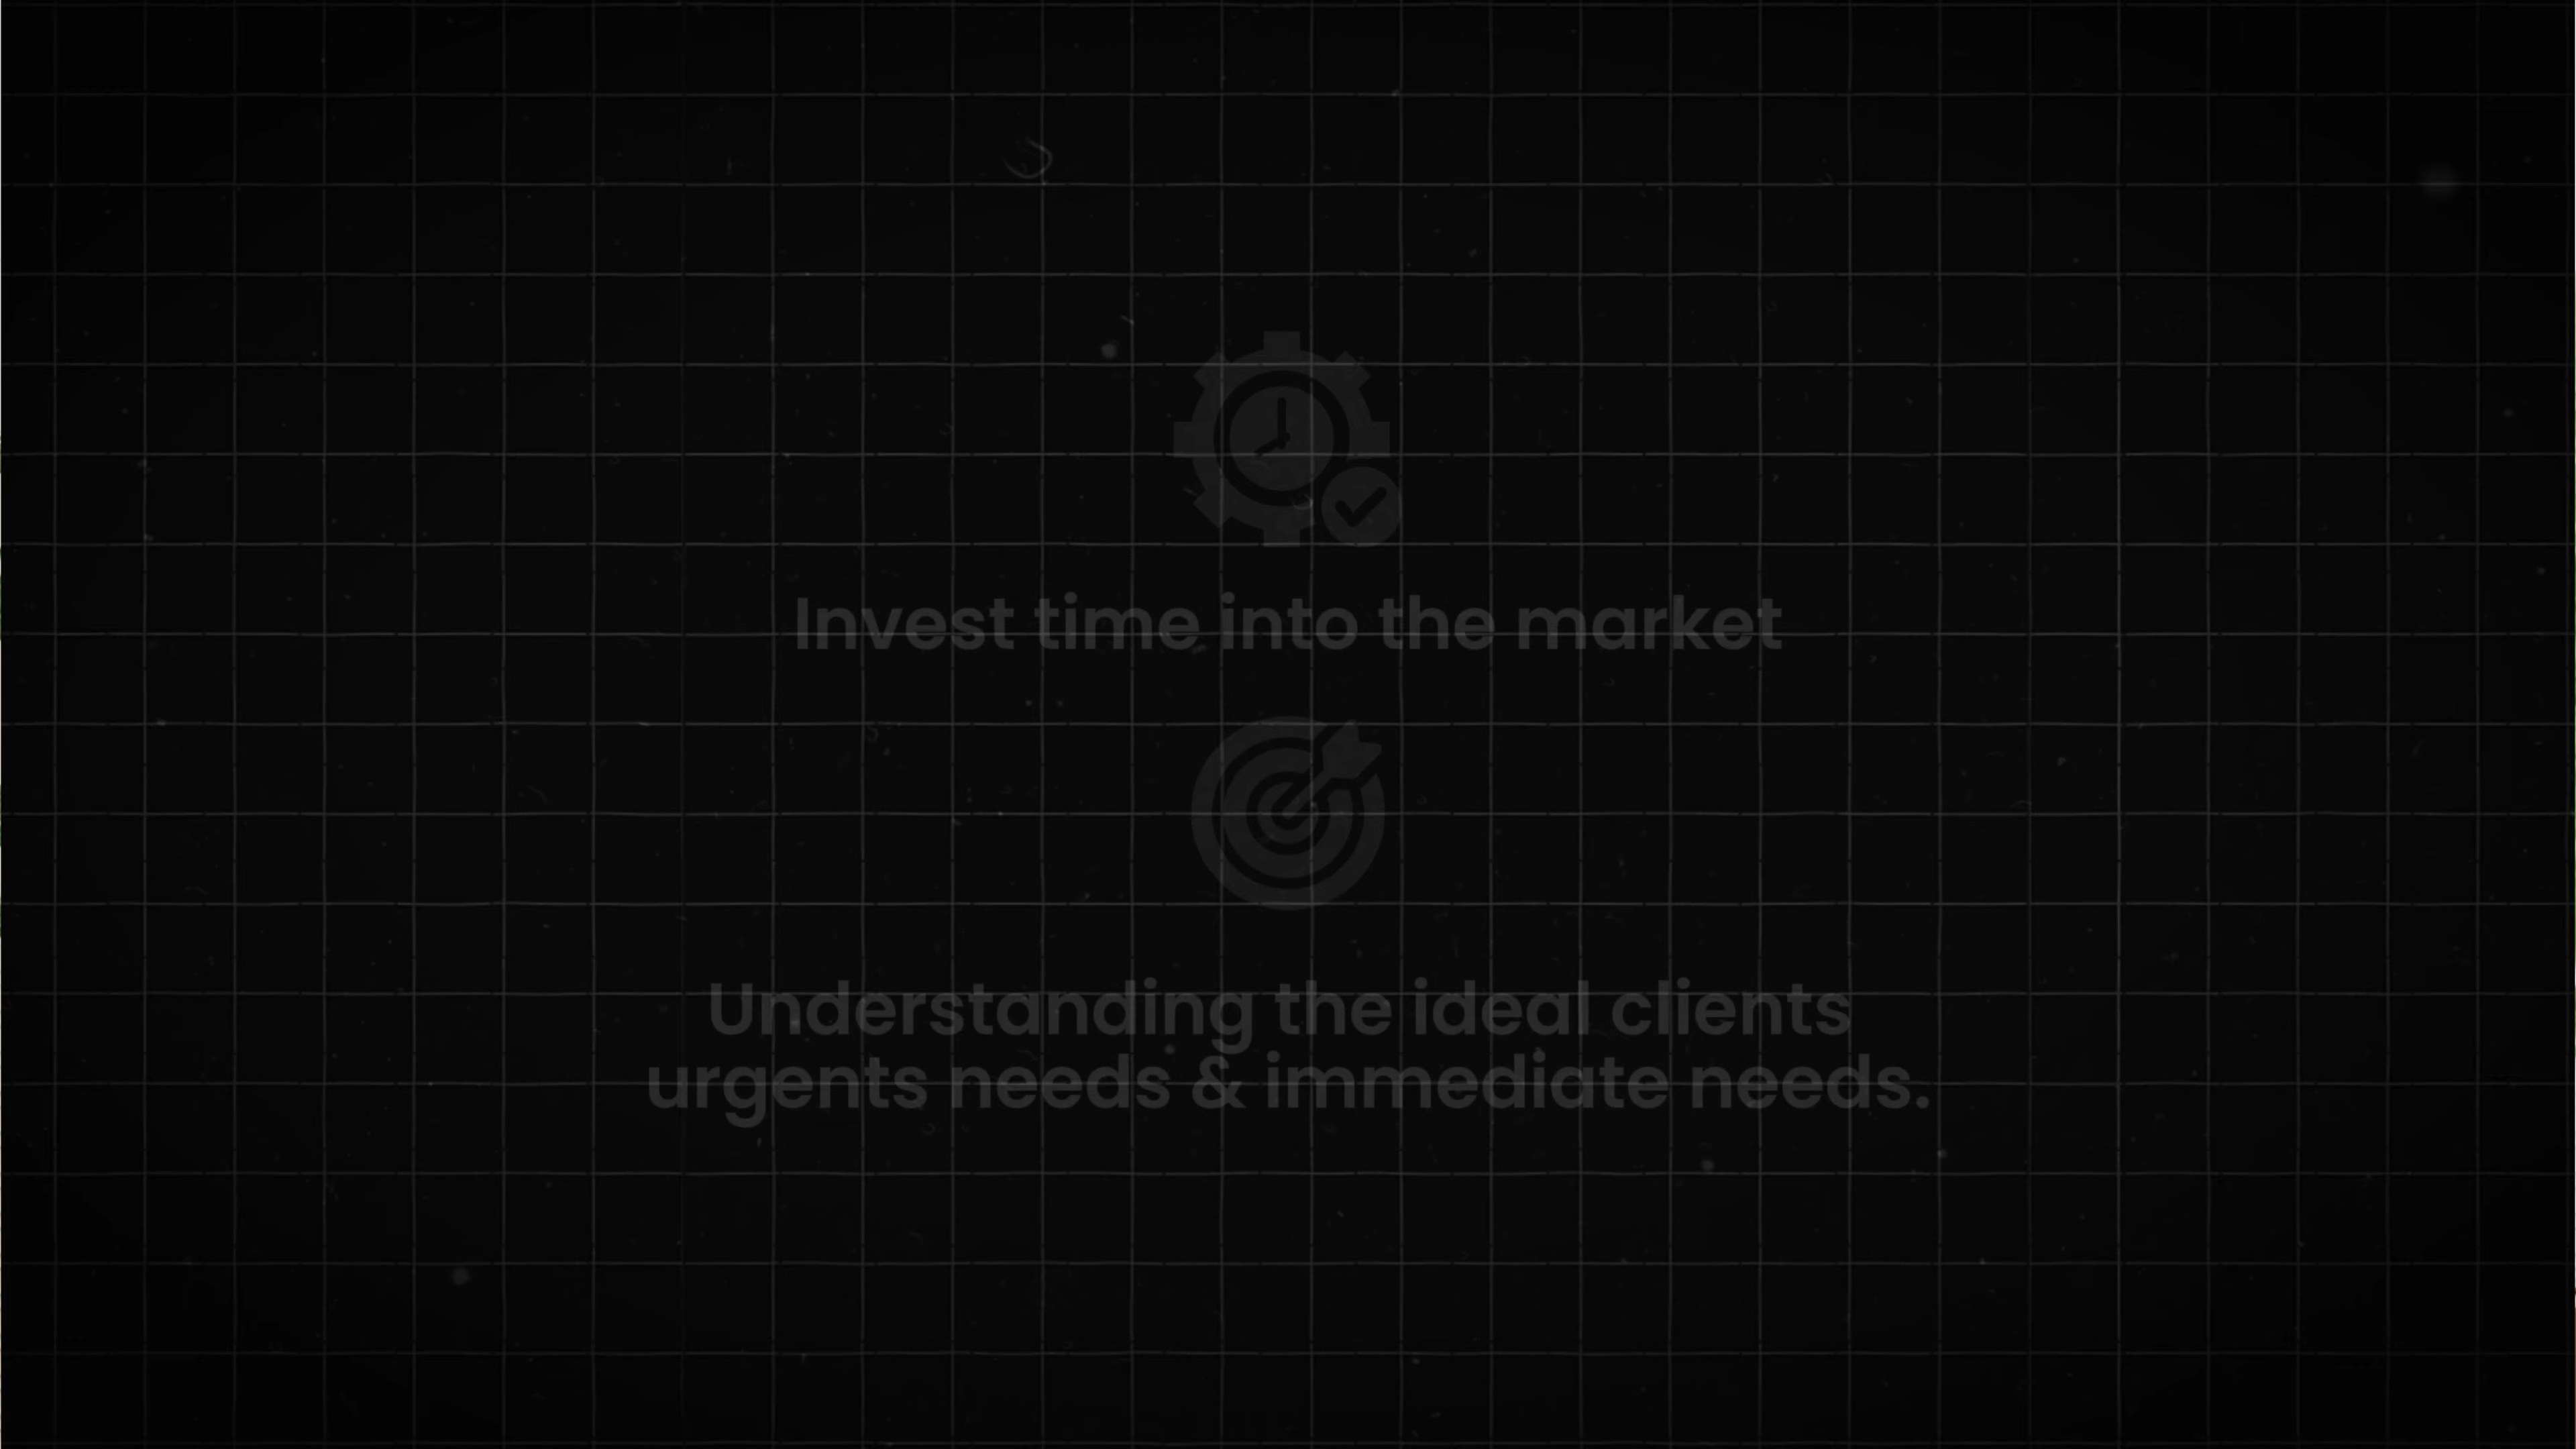 Invest time into the market
Understanding the ideal clients
urgents needs & immediate needs.